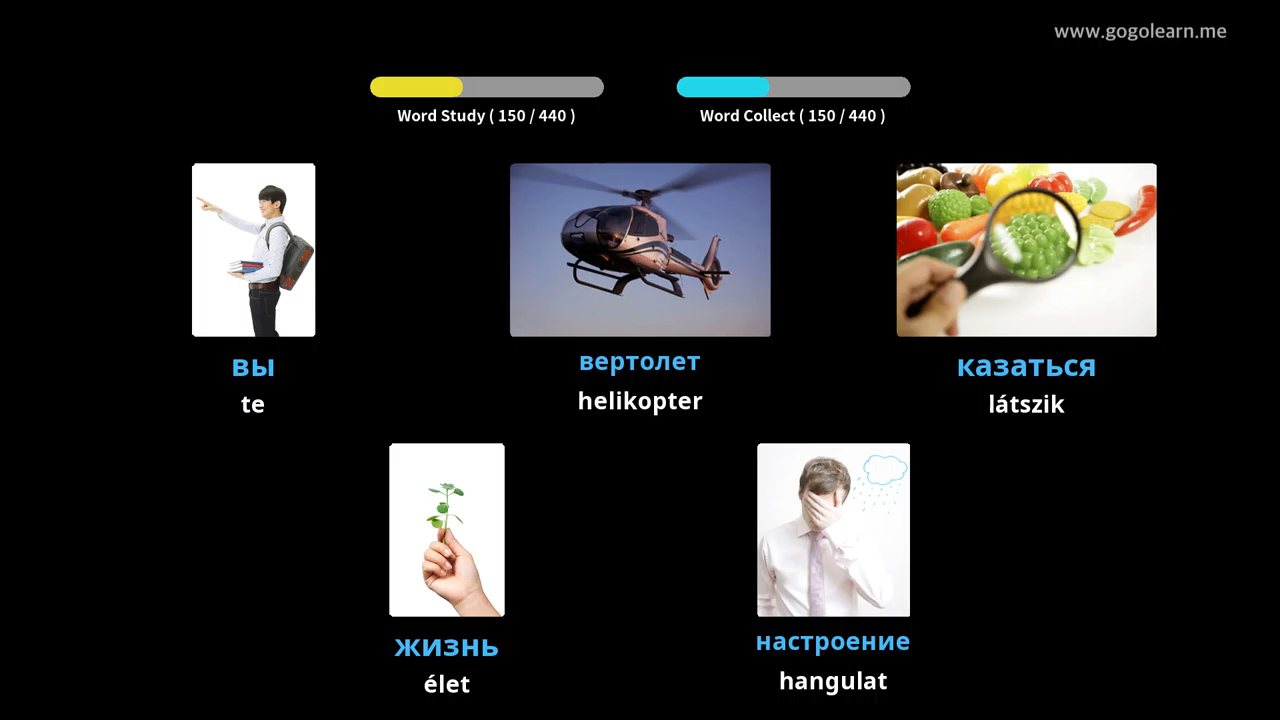 www.gogolearn.me
Word Study ( 150 / 440 )
Word Collect ( 150 / 440 )
вы
te
вертолет
helikopter
казаться
látszik
жизнь
élet
настроение
hangulat